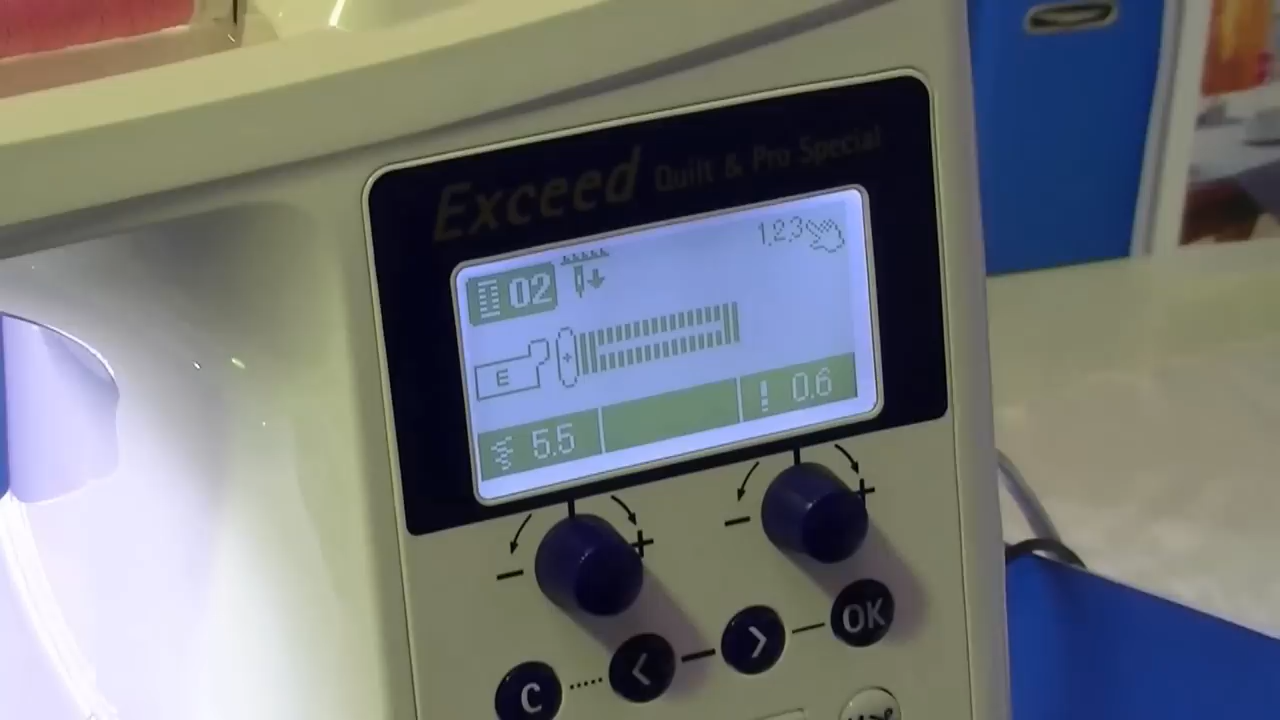 Exceed Quilt & Pro Special
1,2,3
02
E
5.5
! 0.6
- +
- +
C < > OK